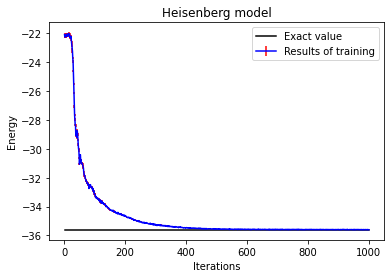 Heisenberg model
Exact value
Results of training
Energy
−22
−24
−26
−28
−30
−32
−34
−36
0
200
400
600
800
1000
Iterations